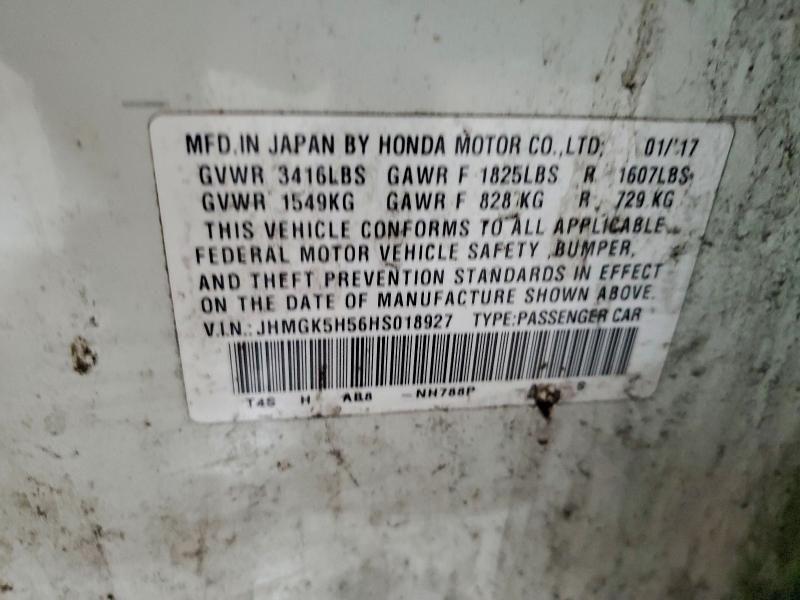 MFD. IN JAPAN BY HONDA MOTOR CO., LTD. 01/'17
GVWR 3416LBS GAWR F 1825LBS R 1607LBS
GVWR 1549KG GAWR F 828 KG R 729 KG
THIS VEHICLE CONFORMS TO ALL APPLICABLE
FEDERAL MOTOR VEHICLE SAFETY, BUMPER,
AND THEFT PREVENTION STANDARDS IN EFFECT
ON THE DATE OF MANUFACTURE SHOWN ABOVE.
V.I.N.: JHMGK5H56HS018927 TYPE:PASSENGER CAR
T4S H AB8 -NH788P